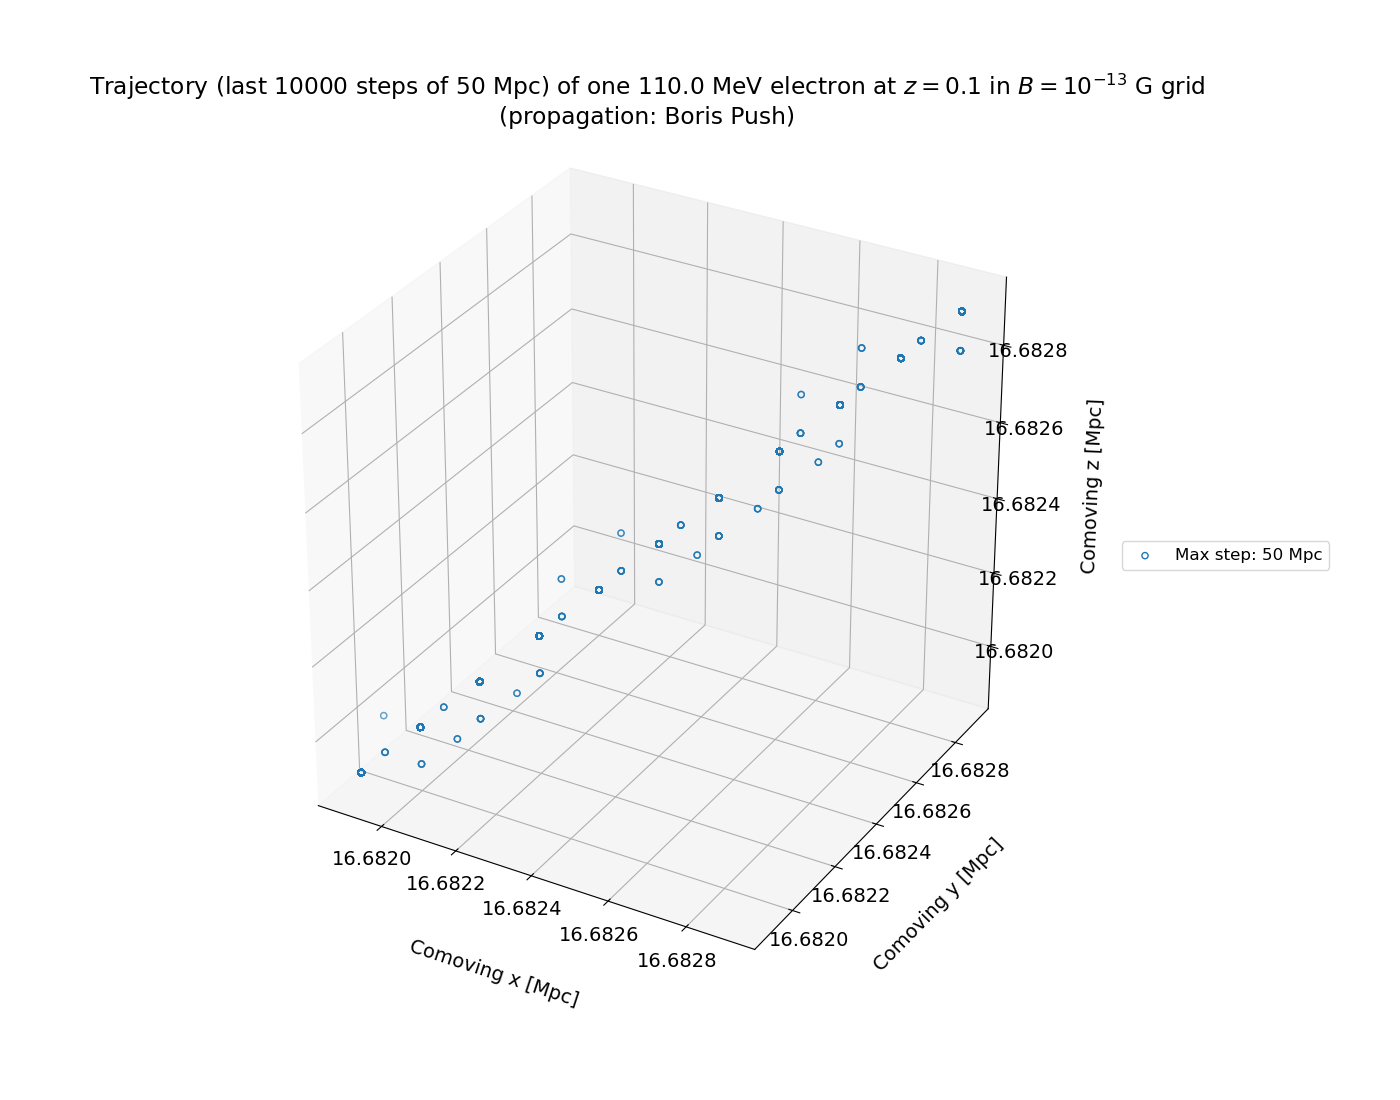 Trajectory (last 10000 steps of 50 Mpc) of one 110.0 MeV electron at z = 0.1 in B = 10⁻¹³ G grid
(propagation: Boris Push)
16.6828
16.6826
16.6824
16.6822
16.6820
Comoving z [Mpc]
Max step: 50 Mpc
16.6828
16.6826
16.6824
16.6822
16.6820
Comoving y [Mpc]
16.6820
16.6822
16.6824
16.6826
16.6828
Comoving x [Mpc]